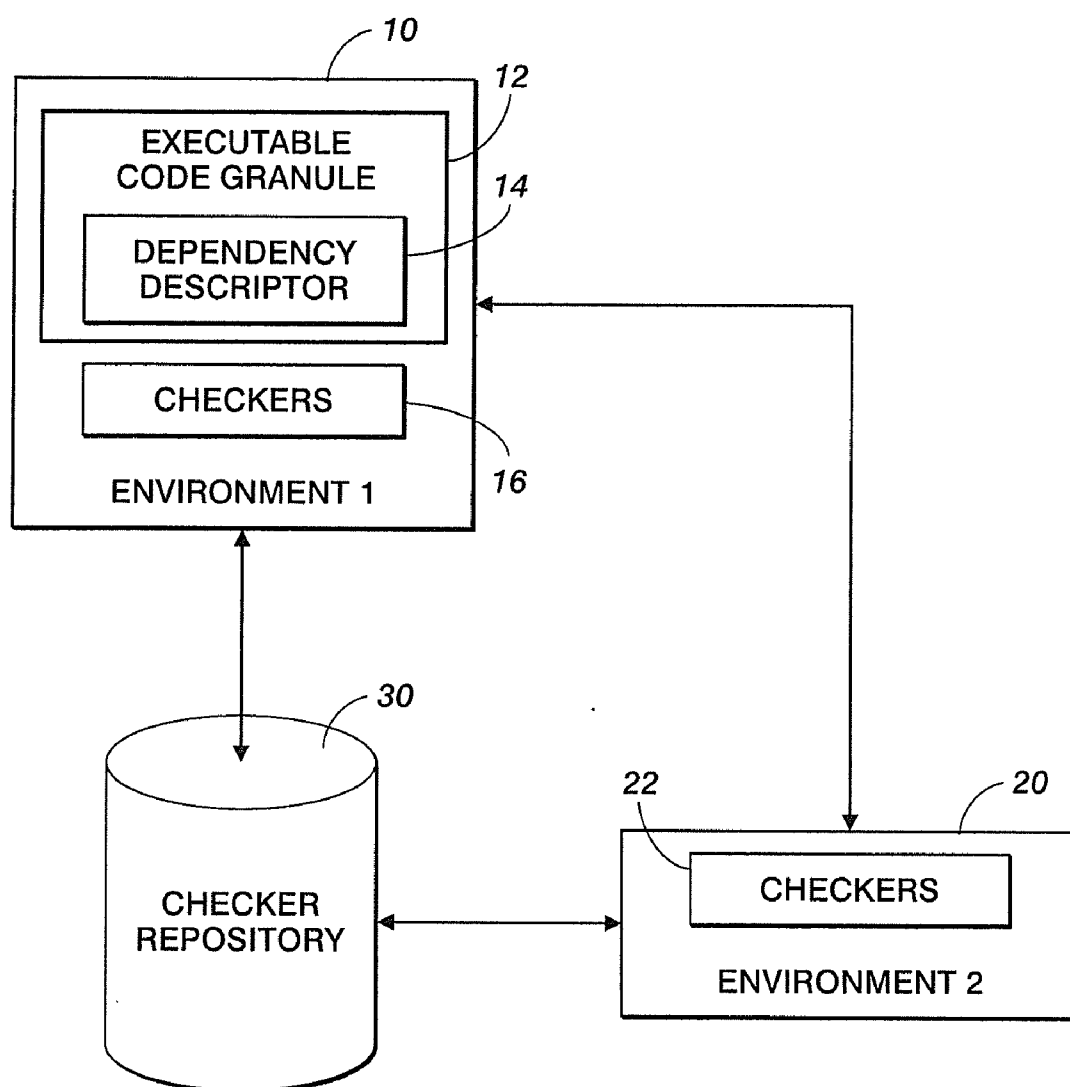 10
12
EXECUTABLE
CODE GRANULE
14
DEPENDENCY
DESCRIPTOR
CHECKERS
16
ENVIRONMENT 1
30
CHECKER
REPOSITORY
22
20
CHECKERS
ENVIRONMENT 2